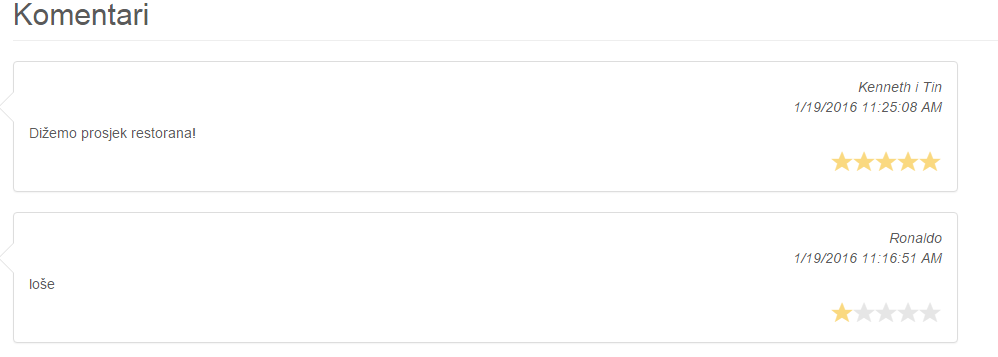 Komentari
Kenneth i Tin
1/19/2016 11:25:08 AM
Dižemo prosjek restorana!
Ronaldo
1/19/2016 11:16:51 AM
loše